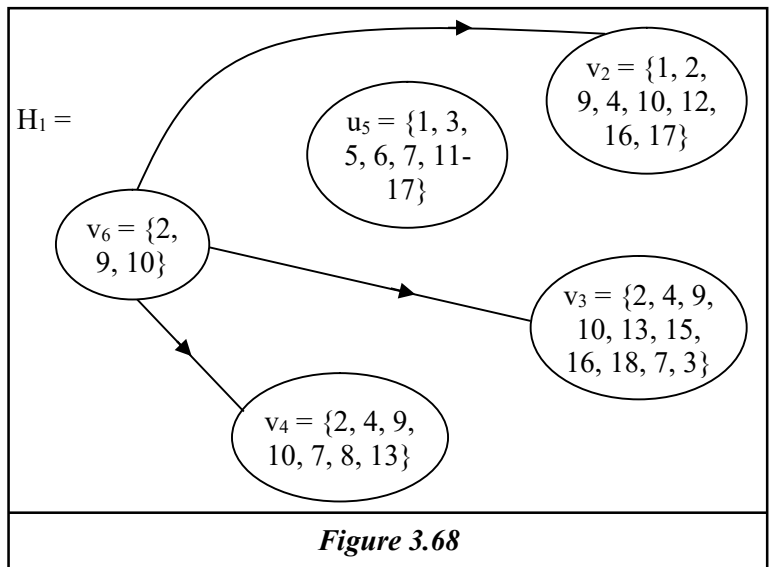 H₁ =
v₂ = {1, 2,
9, 4, 10, 12,
16, 17}
u₅ = {1, 3,
5, 6, 7, 11-
17}
v₆ = {2,
9, 10}
v₃ = {2, 4, 9,
10, 13, 15,
16, 18, 7, 3}
v₄ = {2, 4, 9,
10, 7, 8, 13}
Figure 3.68